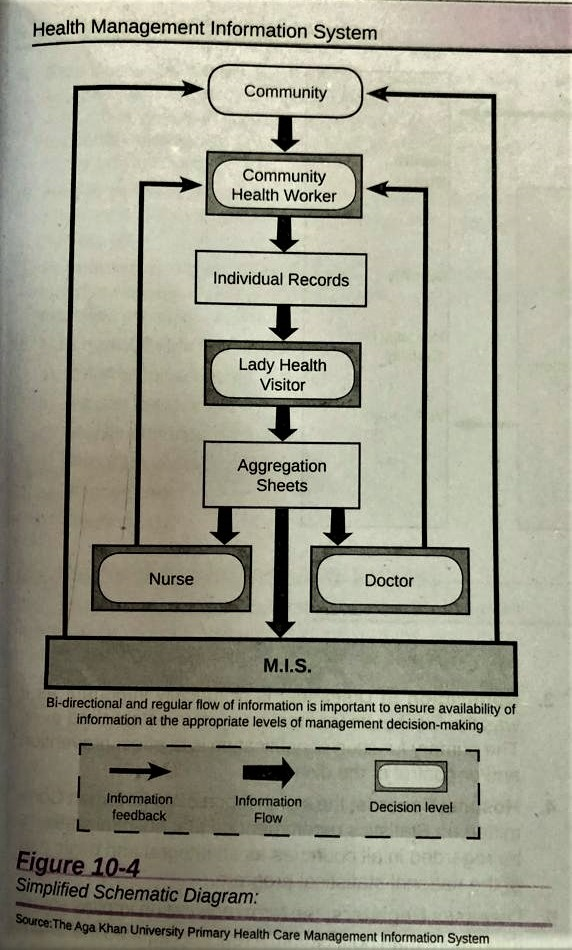 Health Management Information System
Community
Community
Health Worker
Individual Records
Lady Health
Visitor
Aggregation
Sheets
Nurse
Doctor
M.I.S.
Bi-directional and regular flow of information is important to ensure availability of
information at the appropriate levels of management decision-making
Information
feedback
Information
Flow
Decision level
Figure 10-4
Simplified Schematic Diagram:
Source:The Aga Khan University Primary Health Care Management Information System